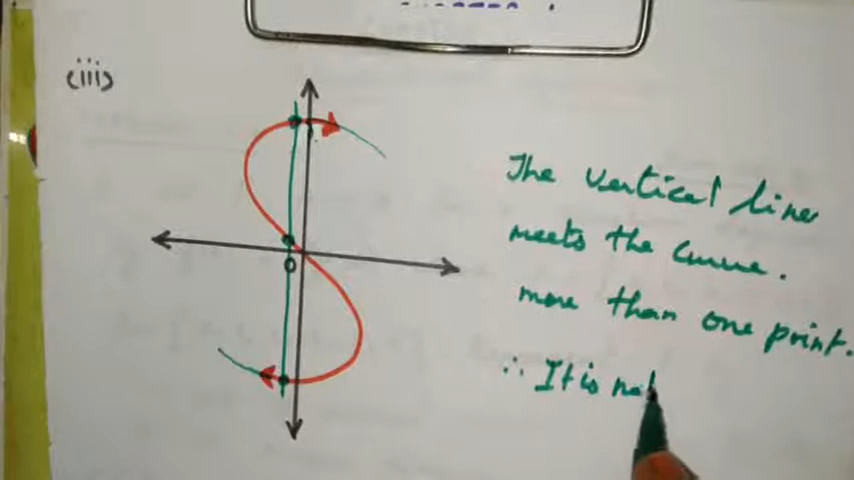 (iii)
0
The vertical line
meets the curve.
more than one point.
∴ It is not